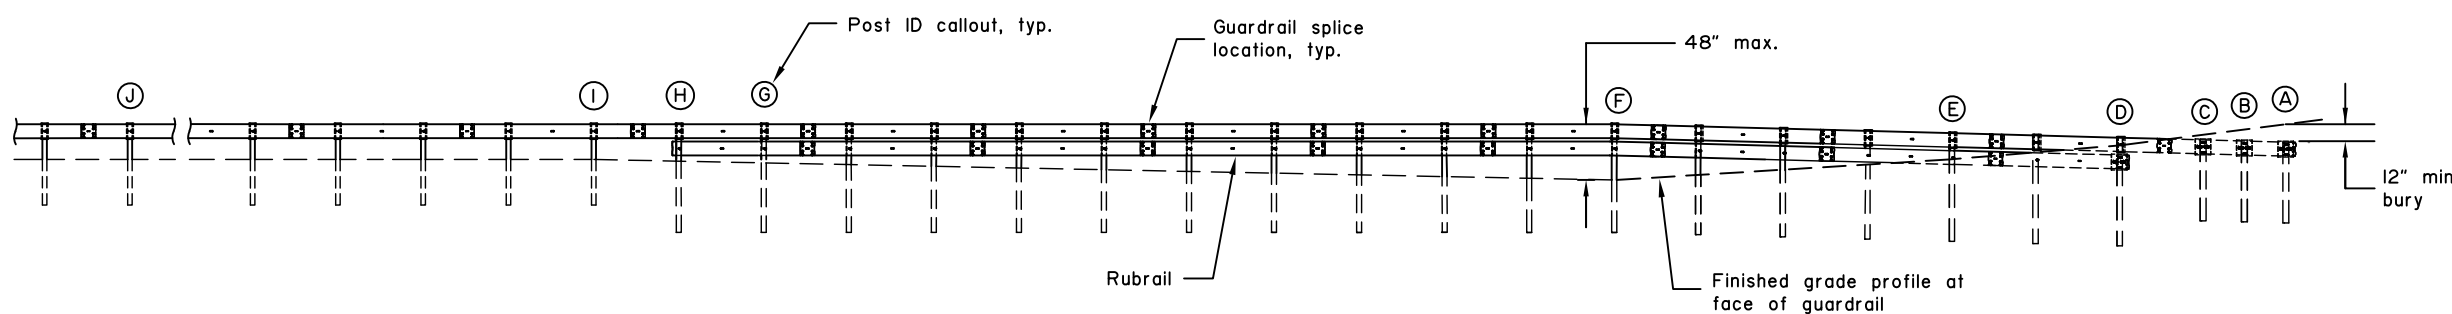 Post ID callout, typ.
Guardrail splice
location, typ.
48" max.
J
I
H
G
F
E
D
C
B
A
12" min
bury
Rubrail
Finished grade profile at
face of guardrail